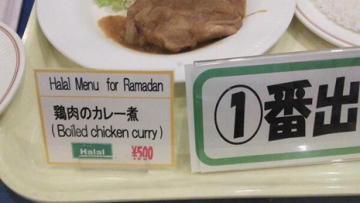 Halal Menu for Ramadan
鶏肉のカレー煮
( Boiled chicken curry )
Halal
¥500
①番出